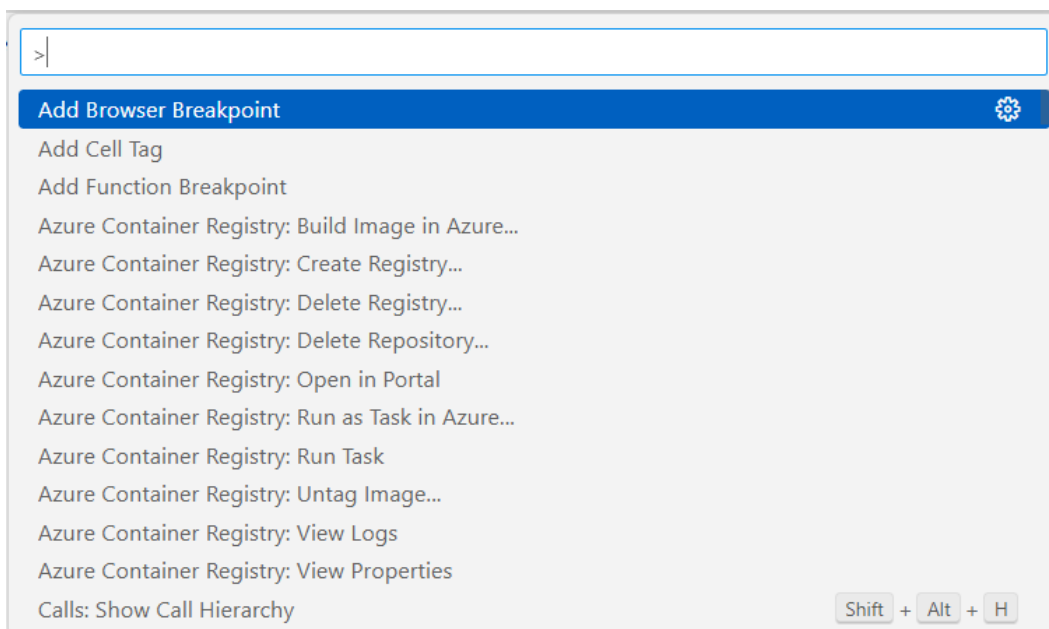 >
Add Browser Breakpoint
Add Cell Tag
Add Function Breakpoint
Azure Container Registry: Build Image in Azure...
Azure Container Registry: Create Registry...
Azure Container Registry: Delete Registry...
Azure Container Registry: Delete Repository...
Azure Container Registry: Open in Portal
Azure Container Registry: Run as Task in Azure...
Azure Container Registry: Run Task
Azure Container Registry: Untag Image...
Azure Container Registry: View Logs
Azure Container Registry: View Properties
Calls: Show Call Hierarchy Shift + Alt + H